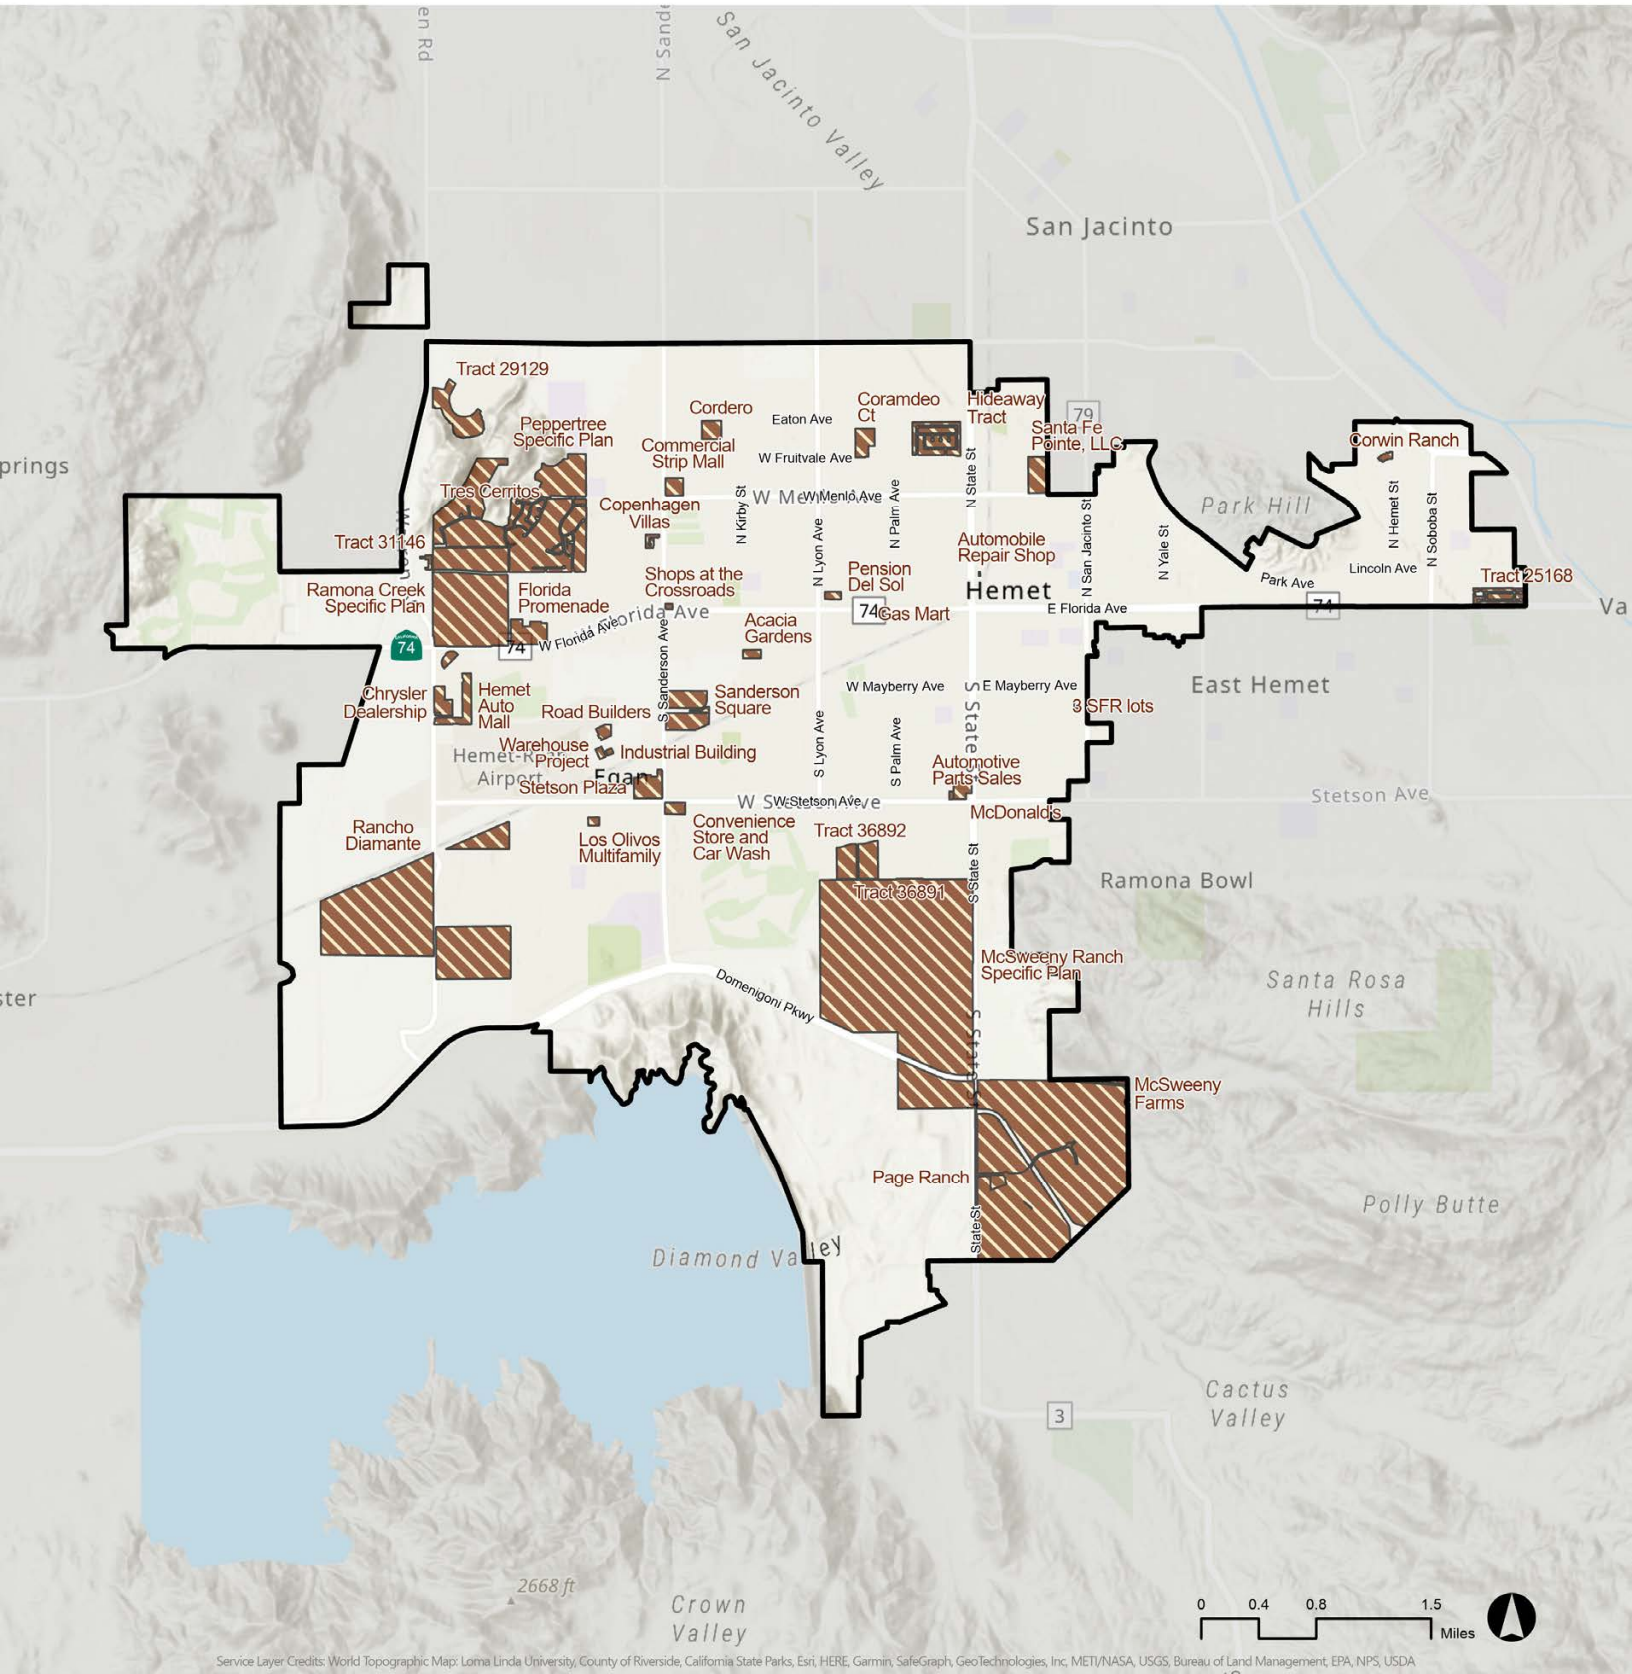 en Rd
N Sande
San Jacinto Valley
San Jacinto
Tract 29129
Cordero
Coramdeo
Ct
Hideaway
Tract
79
Eaton Ave
Peppertree
Specific Plan
Santa Fe
Pointe, LLC
Commercial
Strip Mall
W Fruitvale Ave
Corwin Ranch
prings
Tres Cerritos
W Menlo Ave
Park Hill
Copenhagen
Villas
N Kirby St
N Lyon Ave
N Palm Ave
N State St
N San Jacinto St
N Yale St
N Hemet St
N Soboba St
Tract 31146
Automobile
Repair Shop
Pension
Del Sol
Lincoln Ave
Park Ave
Tract 25168
Shops at the
Crossroads
Ramona Creek
Specific Plan
Florida
Promenade
Hemet
74
Gas Mart
E Florida Ave
74
Va
W Florida Ave
W Florida Ave
Acacia
Gardens
CALIFORNIA
74
74
S Sanderson Ave
W Mayberry Ave
E Mayberry Ave
East Hemet
Chrysler
Dealership
Hemet
Auto
Mall
Sanderson
Square
3 SFR lots
Road Builders
S State
S Lyon Ave
S Palm Ave
Warehouse
Project
Industrial Building
Hemet-Ryan
Airport
Egan
Stetson Plaza
Automotive
Parts Sales
W Stetson Ave
W Stetson Ave
Stetson Ave
McDonald's
Rancho
Diamante
Los Olivos
Multifamily
Convenience
Store and
Car Wash
Tract 36892
Tract 36891
S State St
Ramona Bowl
McSweeny Ranch
Specific Plan
ster
Domenigoni Pkwy
Santa Rosa
Hills
S State St
McSweeny
Farms
Page Ranch
State St
Polly Butte
Diamond Valley
Cactus
Valley
3
2668 ft
Crown
Valley
0 0.4 0.8 1.5
Miles
Service Layer Credits: World Topographic Map: Loma Linda University, County of Riverside, California State Parks, Esri, HERE, Garmin, SafeGraph, GeoTechnologies, Inc, METI/NASA, USGS, Bureau of Land Management, EPA, NPS, USDA